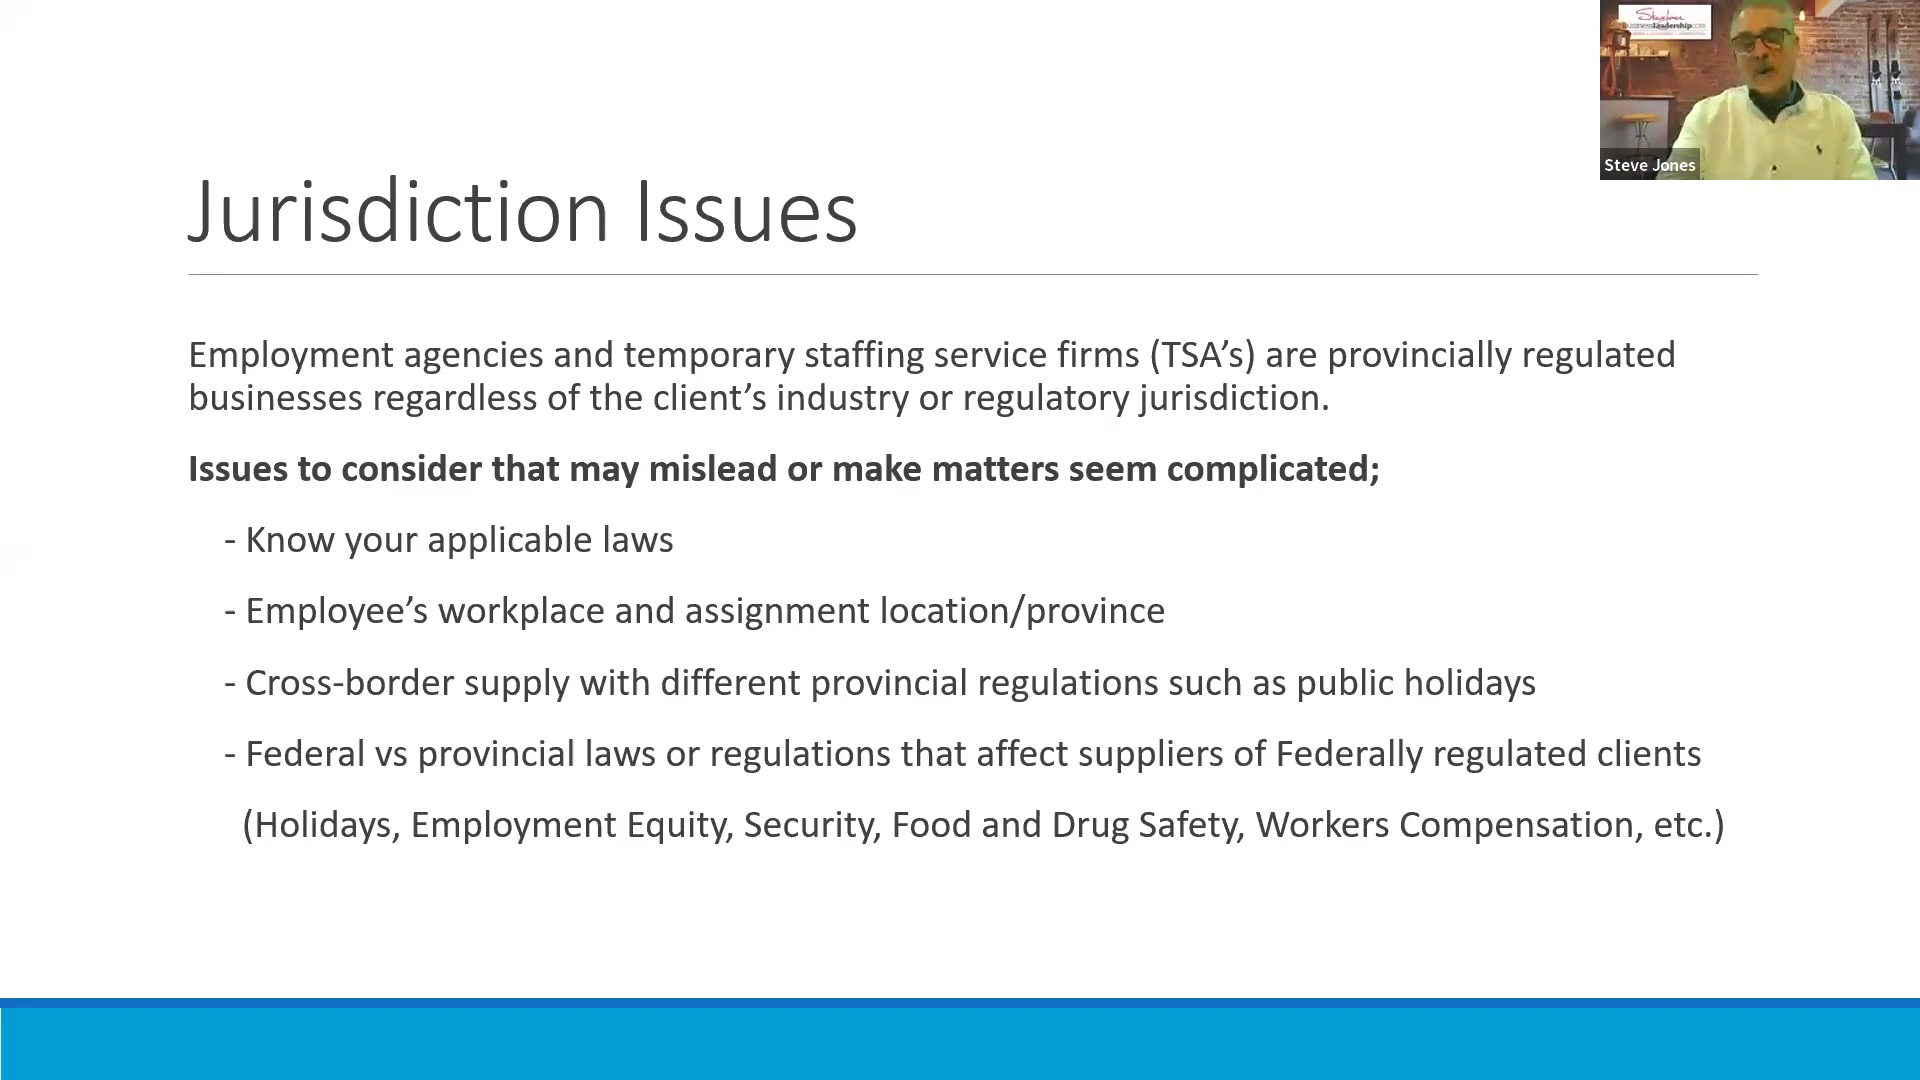 Steve Jones
Jurisdiction Issues
Employment agencies and temporary staffing service firms (TSA’s) are provincially regulated
businesses regardless of the client’s industry or regulatory jurisdiction.
Issues to consider that may mislead or make matters seem complicated;
- Know your applicable laws
- Employee’s workplace and assignment location/province
- Cross-border supply with different provincial regulations such as public holidays
- Federal vs provincial laws or regulations that affect suppliers of Federally regulated clients
(Holidays, Employment Equity, Security, Food and Drug Safety, Workers Compensation, etc.)